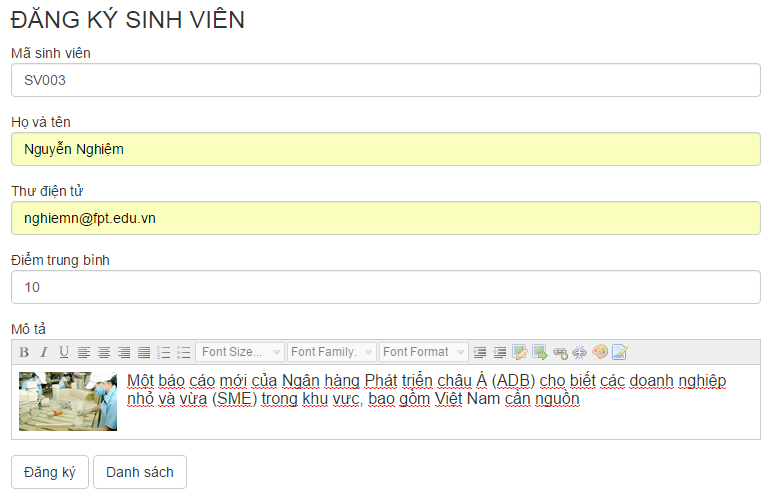 ĐĂNG KÝ SINH VIÊN
Mã sinh viên
SV003
Họ và tên
Nguyễn Nghiệm
Thư điện tử
nghiemn@fpt.edu.vn
Điểm trung bình
10
Mô tả
B I U Font Size... Font Family. Font Format
Một báo cáo mới của Ngân hàng Phát triển châu Á (ADB) cho biết các doanh nghiệp
nhỏ và vừa (SME) trong khu vực, bao gồm Việt Nam cần nguồn
Đăng ký Danh sách